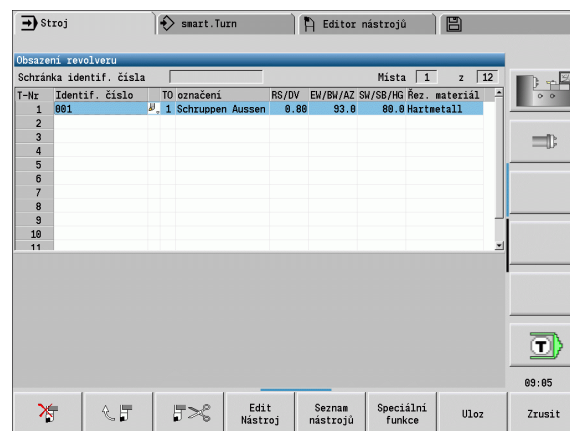 Stroj smart.Turn Editor nástrojů
Obsazení revolveru
Schránka identif. čísla Místa 1 z 12
T-Nr Identif. číslo TO označení RS/DV EW/BW/AZ SW/SB/HG Řez. materiál
1 001 1 Schruppen Aussen 0.80 93.0 80.0 Hartmetall
2
3
4
5
6
7
8
9
10
11
T
09:05
Edit Nástroj Seznam nástrojů Speciální funkce Uloz Zrusit